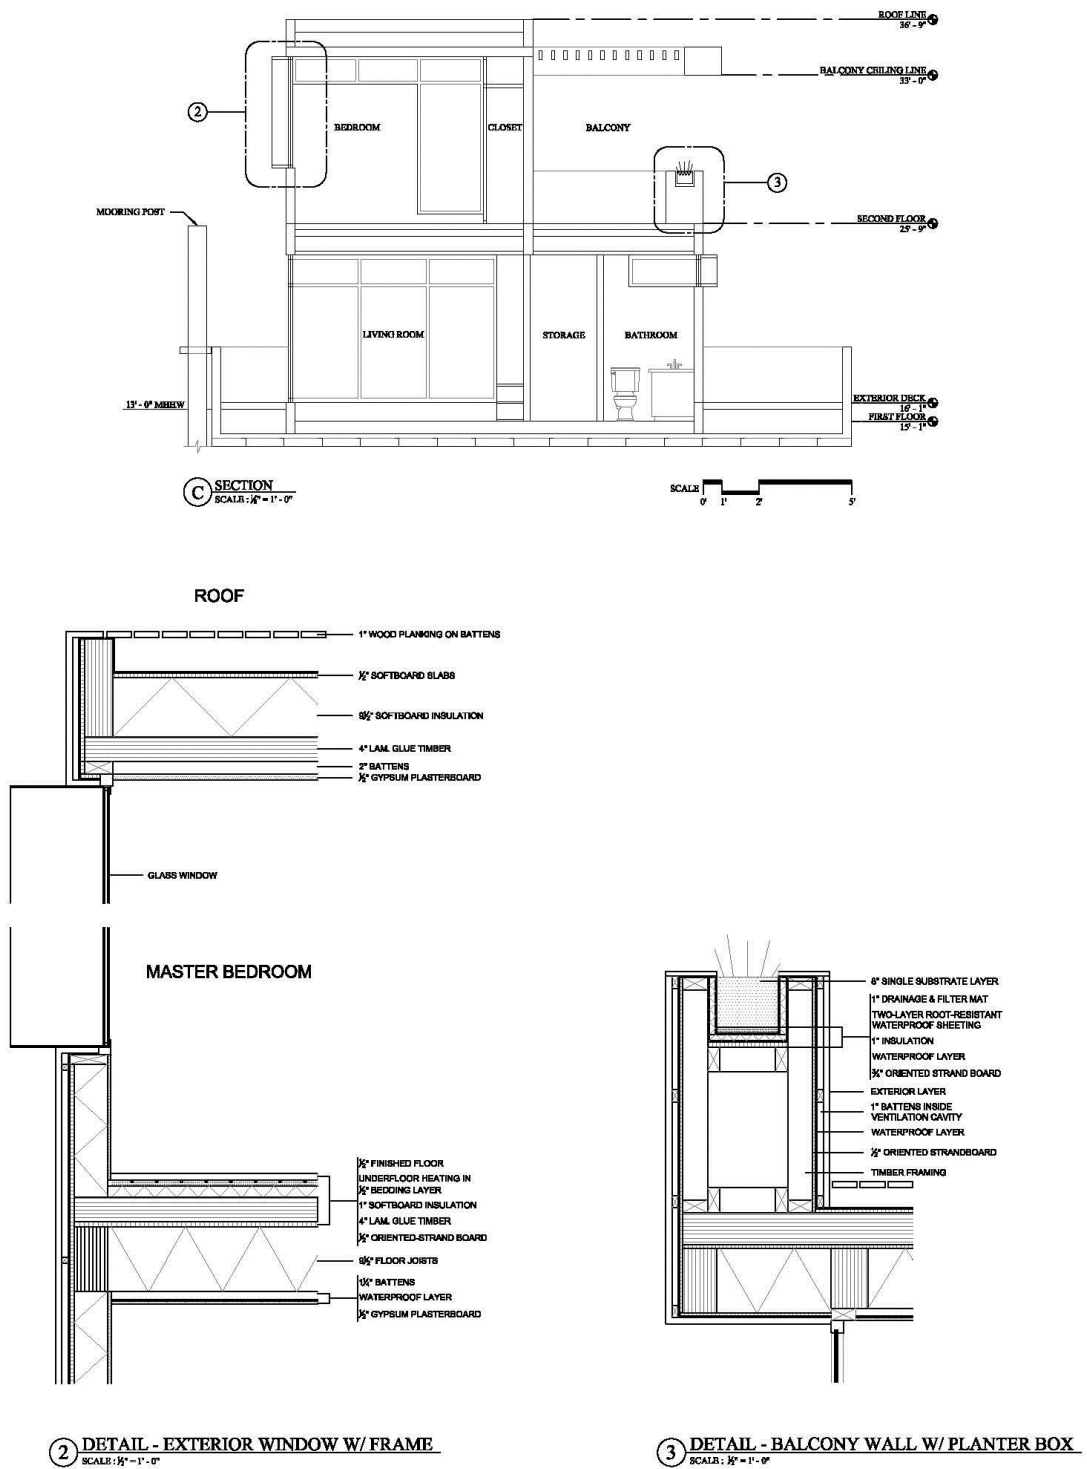 ROOF LINE
36' - 9"
BALCONY CEILING LINE
33' - 0"
2
BEDROOM
CLOSET
BALCONY
3
MOORING POST
SECOND FLOOR
25' - 9"
LIVING ROOM
STORAGE
BATHROOM
13' - 0" MHHW
EXTERIOR DECK
16' - 1"
FIRST FLOOR
15' - 1"
C SECTION
SCALE : ⅛" = 1' - 0"
SCALE
0' 1' 2' 5'
ROOF
1" WOOD PLANKING ON BATTENS
½" SOFTBOARD SLABS
9½" SOFTBOARD INSULATION
4" LAM. GLUE TIMBER
2" BATTENS
½" GYPSUM PLASTERBOARD
GLASS WINDOW
MASTER BEDROOM
½" FINISHED FLOOR
UNDERFLOOR HEATING IN
½" BEDDING LAYER
1" SOFTBOARD INSULATION
4" LAM. GLUE TIMBER
½" ORIENTED-STRAND BOARD
9½" FLOOR JOISTS
1½" BATTENS
WATERPROOF LAYER
½" GYPSUM PLASTERBOARD
2 DETAIL - EXTERIOR WINDOW W/ FRAME
SCALE: ½" = 1' - 0"
8" SINGLE SUBSTRATE LAYER
1" DRAINAGE & FILTER MAT
TWO-LAYER ROOT-RESISTANT
WATERPROOF SHEETING
1" INSULATION
WATERPROOF LAYER
¾" ORIENTED STRAND BOARD
EXTERIOR LAYER
1" BATTENS INSIDE
VENTILATION CAVITY
WATERPROOF LAYER
½" ORIENTED STRANDBOARD
TIMBER FRAMING
3 DETAIL - BALCONY WALL W/ PLANTER BOX
SCALE : ½" = 1' - 0"